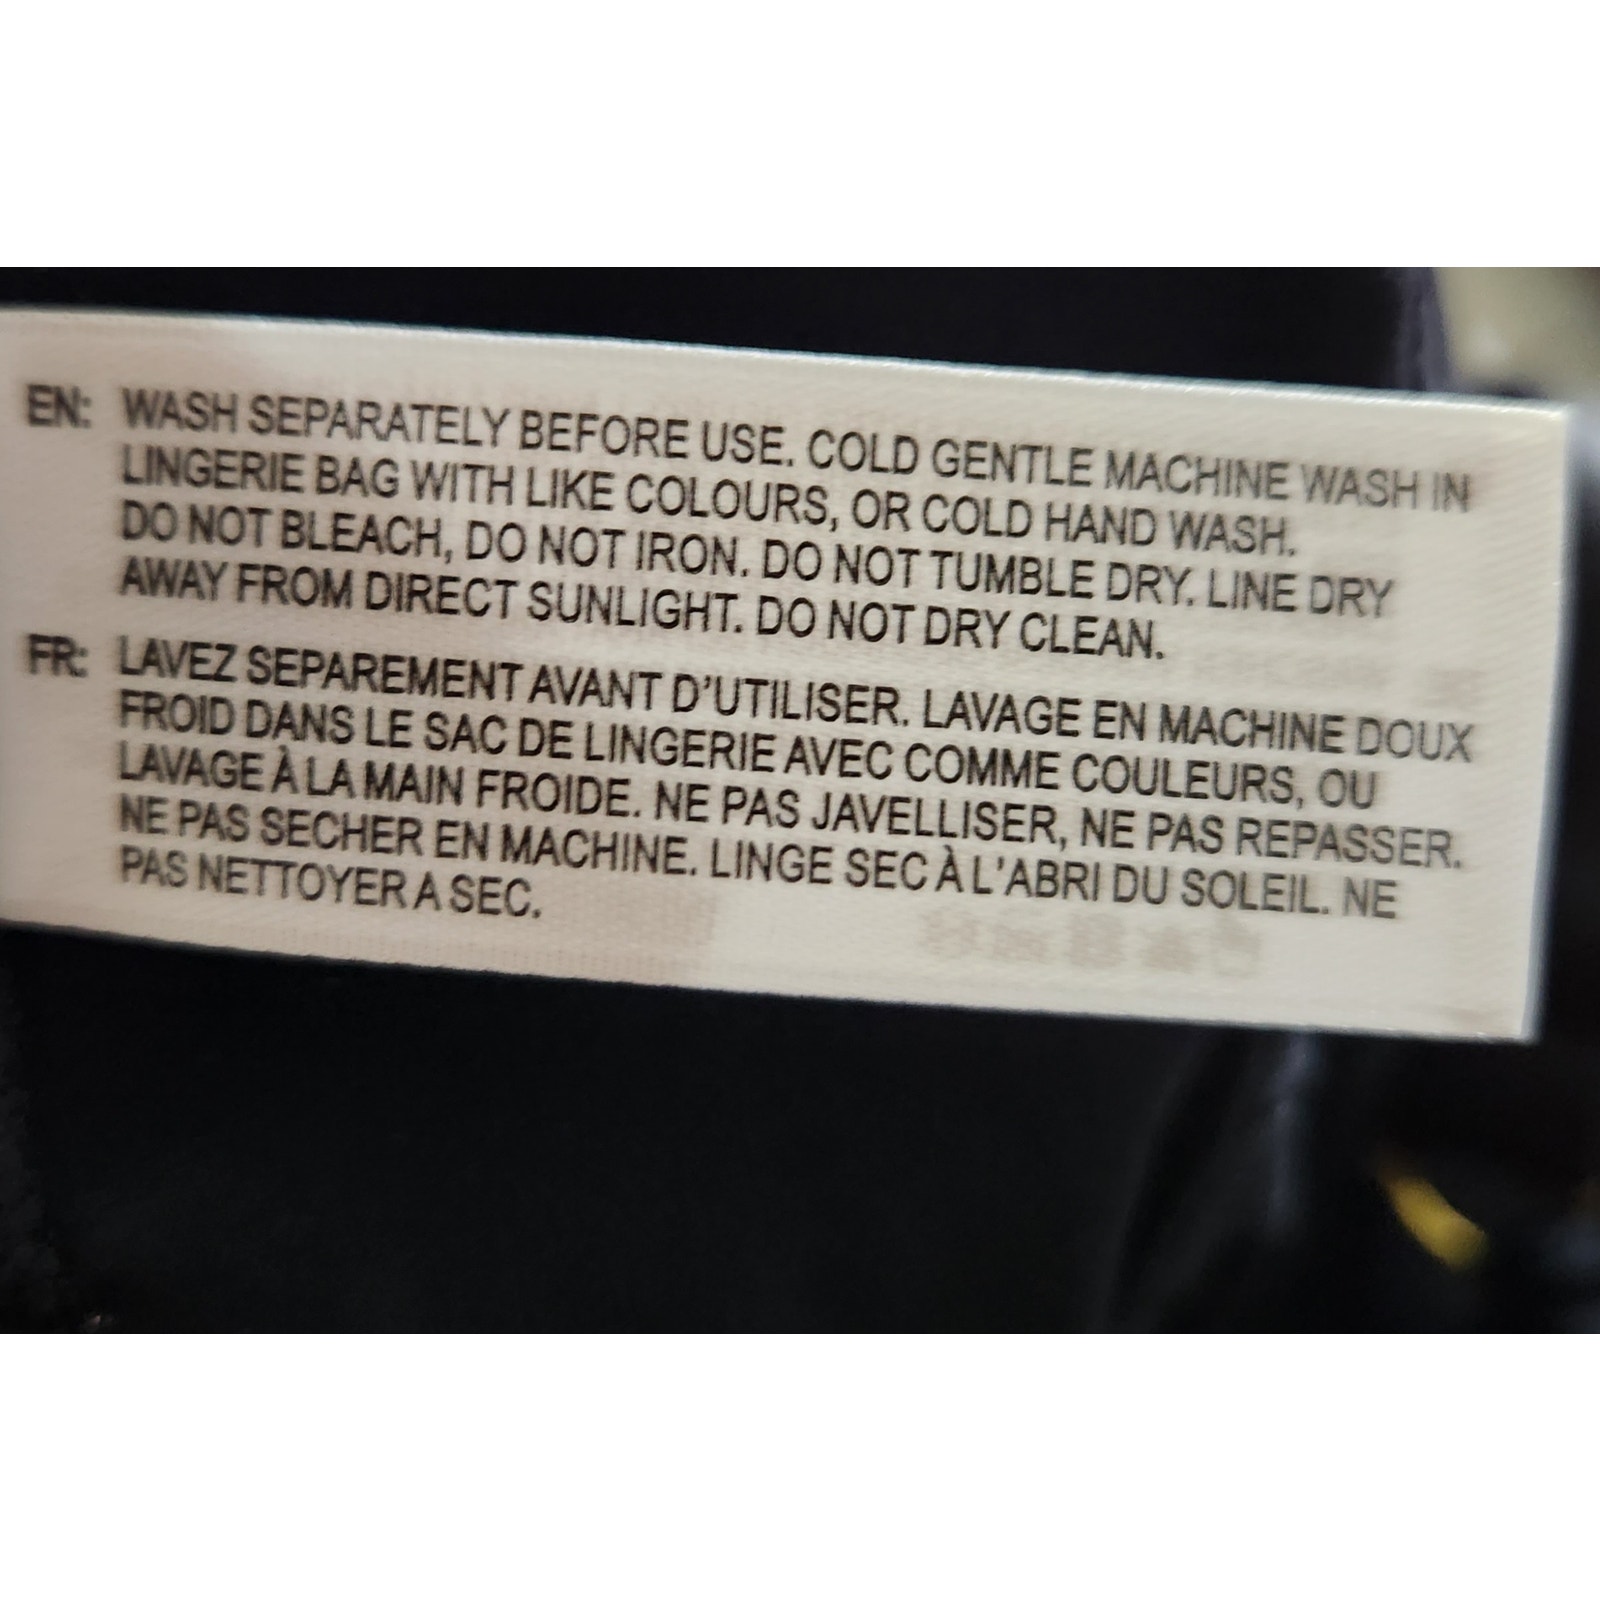 EN: WASH SEPARATELY BEFORE USE. COLD GENTLE MACHINE WASH IN
LINGERIE BAG WITH LIKE COLOURS, OR COLD HAND WASH.
DO NOT BLEACH, DO NOT IRON. DO NOT TUMBLE DRY. LINE DRY
AWAY FROM DIRECT SUNLIGHT. DO NOT DRY CLEAN.
FR: LAVEZ SEPAREMENT AVANT D'UTILISER. LAVAGE EN MACHINE DOUX
FROID DANS LE SAC DE LINGERIE AVEC COMME COULEURS, OU
LAVAGE À LA MAIN FROIDE. NE PAS JAVELLISER, NE PAS REPASSER.
NE PAS SECHER EN MACHINE. LINGE SEC À L'ABRI DU SOLEIL. NE
PAS NETTOYER A SEC.